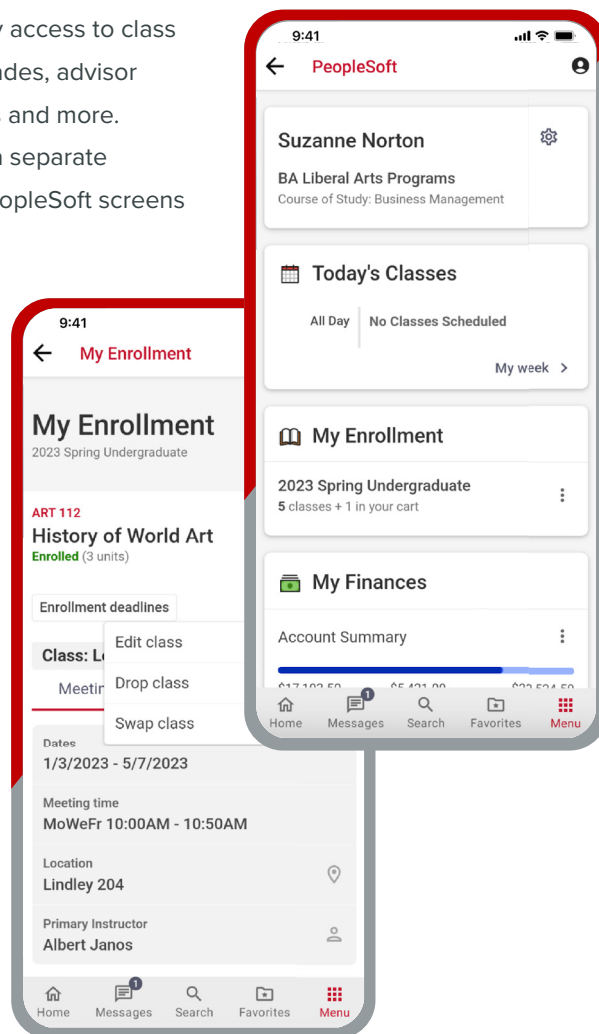 access to class
advisor
and more.
separate
screens
9:41
PeopleSoft
Suzanne Norton
BA Liberal Arts Programs
Course of Study: Business Management
Today's Classes
All Day No Classes Scheduled
My week
My Enrollment
2023 Spring Undergraduate
5 classes + 1 in your cart
My Finances
Account Summary
1
Home Messages Search Favorites Menu
9:41
My Enrollment
My Enrollment
2023 Spring Undergraduate
ART 112
History of World Art
Enrolled (3 units)
Enrollment deadlines
Edit class
Class:
Drop class
Swap class
Dates
1/3/2023 - 5/7/2023
Meeting time
MoWeFr 10:00AM - 10:50AM
Location
Lindley 204
Primary Instructor
Albert Janos
1
Home Messages Search Favorites Menu